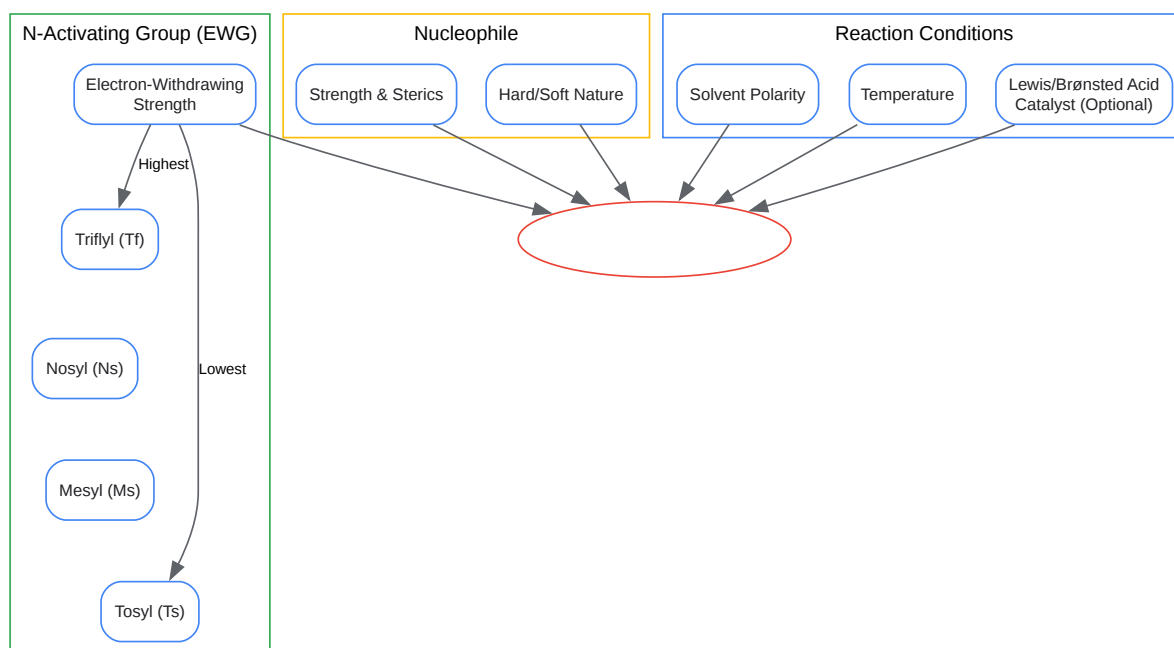 N-Activating Group (EWG)
Electron-Withdrawing
Strength
Highest
Triflyl (Tf)
Nosyl (Ns)
Lowest
Mesyl (Ms)
Tosyl (Ts)
Nucleophile
Strength & Sterics
Hard/Soft Nature
Reaction Conditions
Solvent Polarity
Temperature
Lewis/Brønsted Acid
Catalyst (Optional)